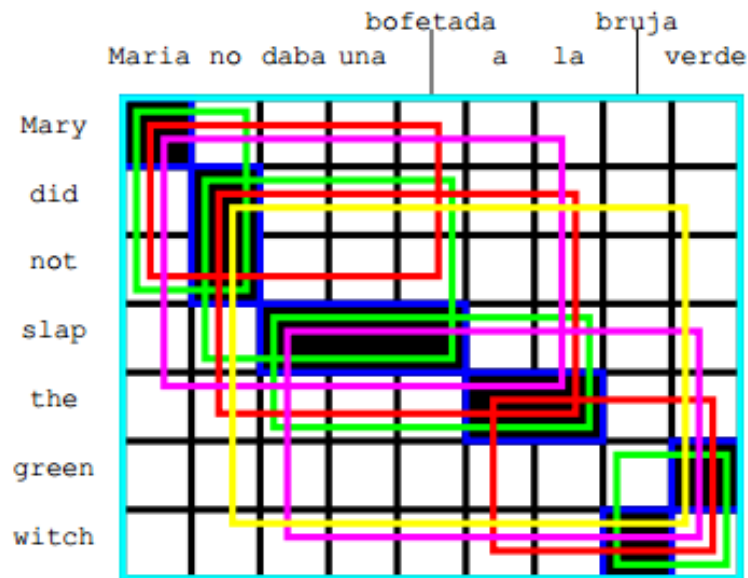 bofetada bruja
Maria no daba una a la verde
Mary
did
not
slap
the
green
witch